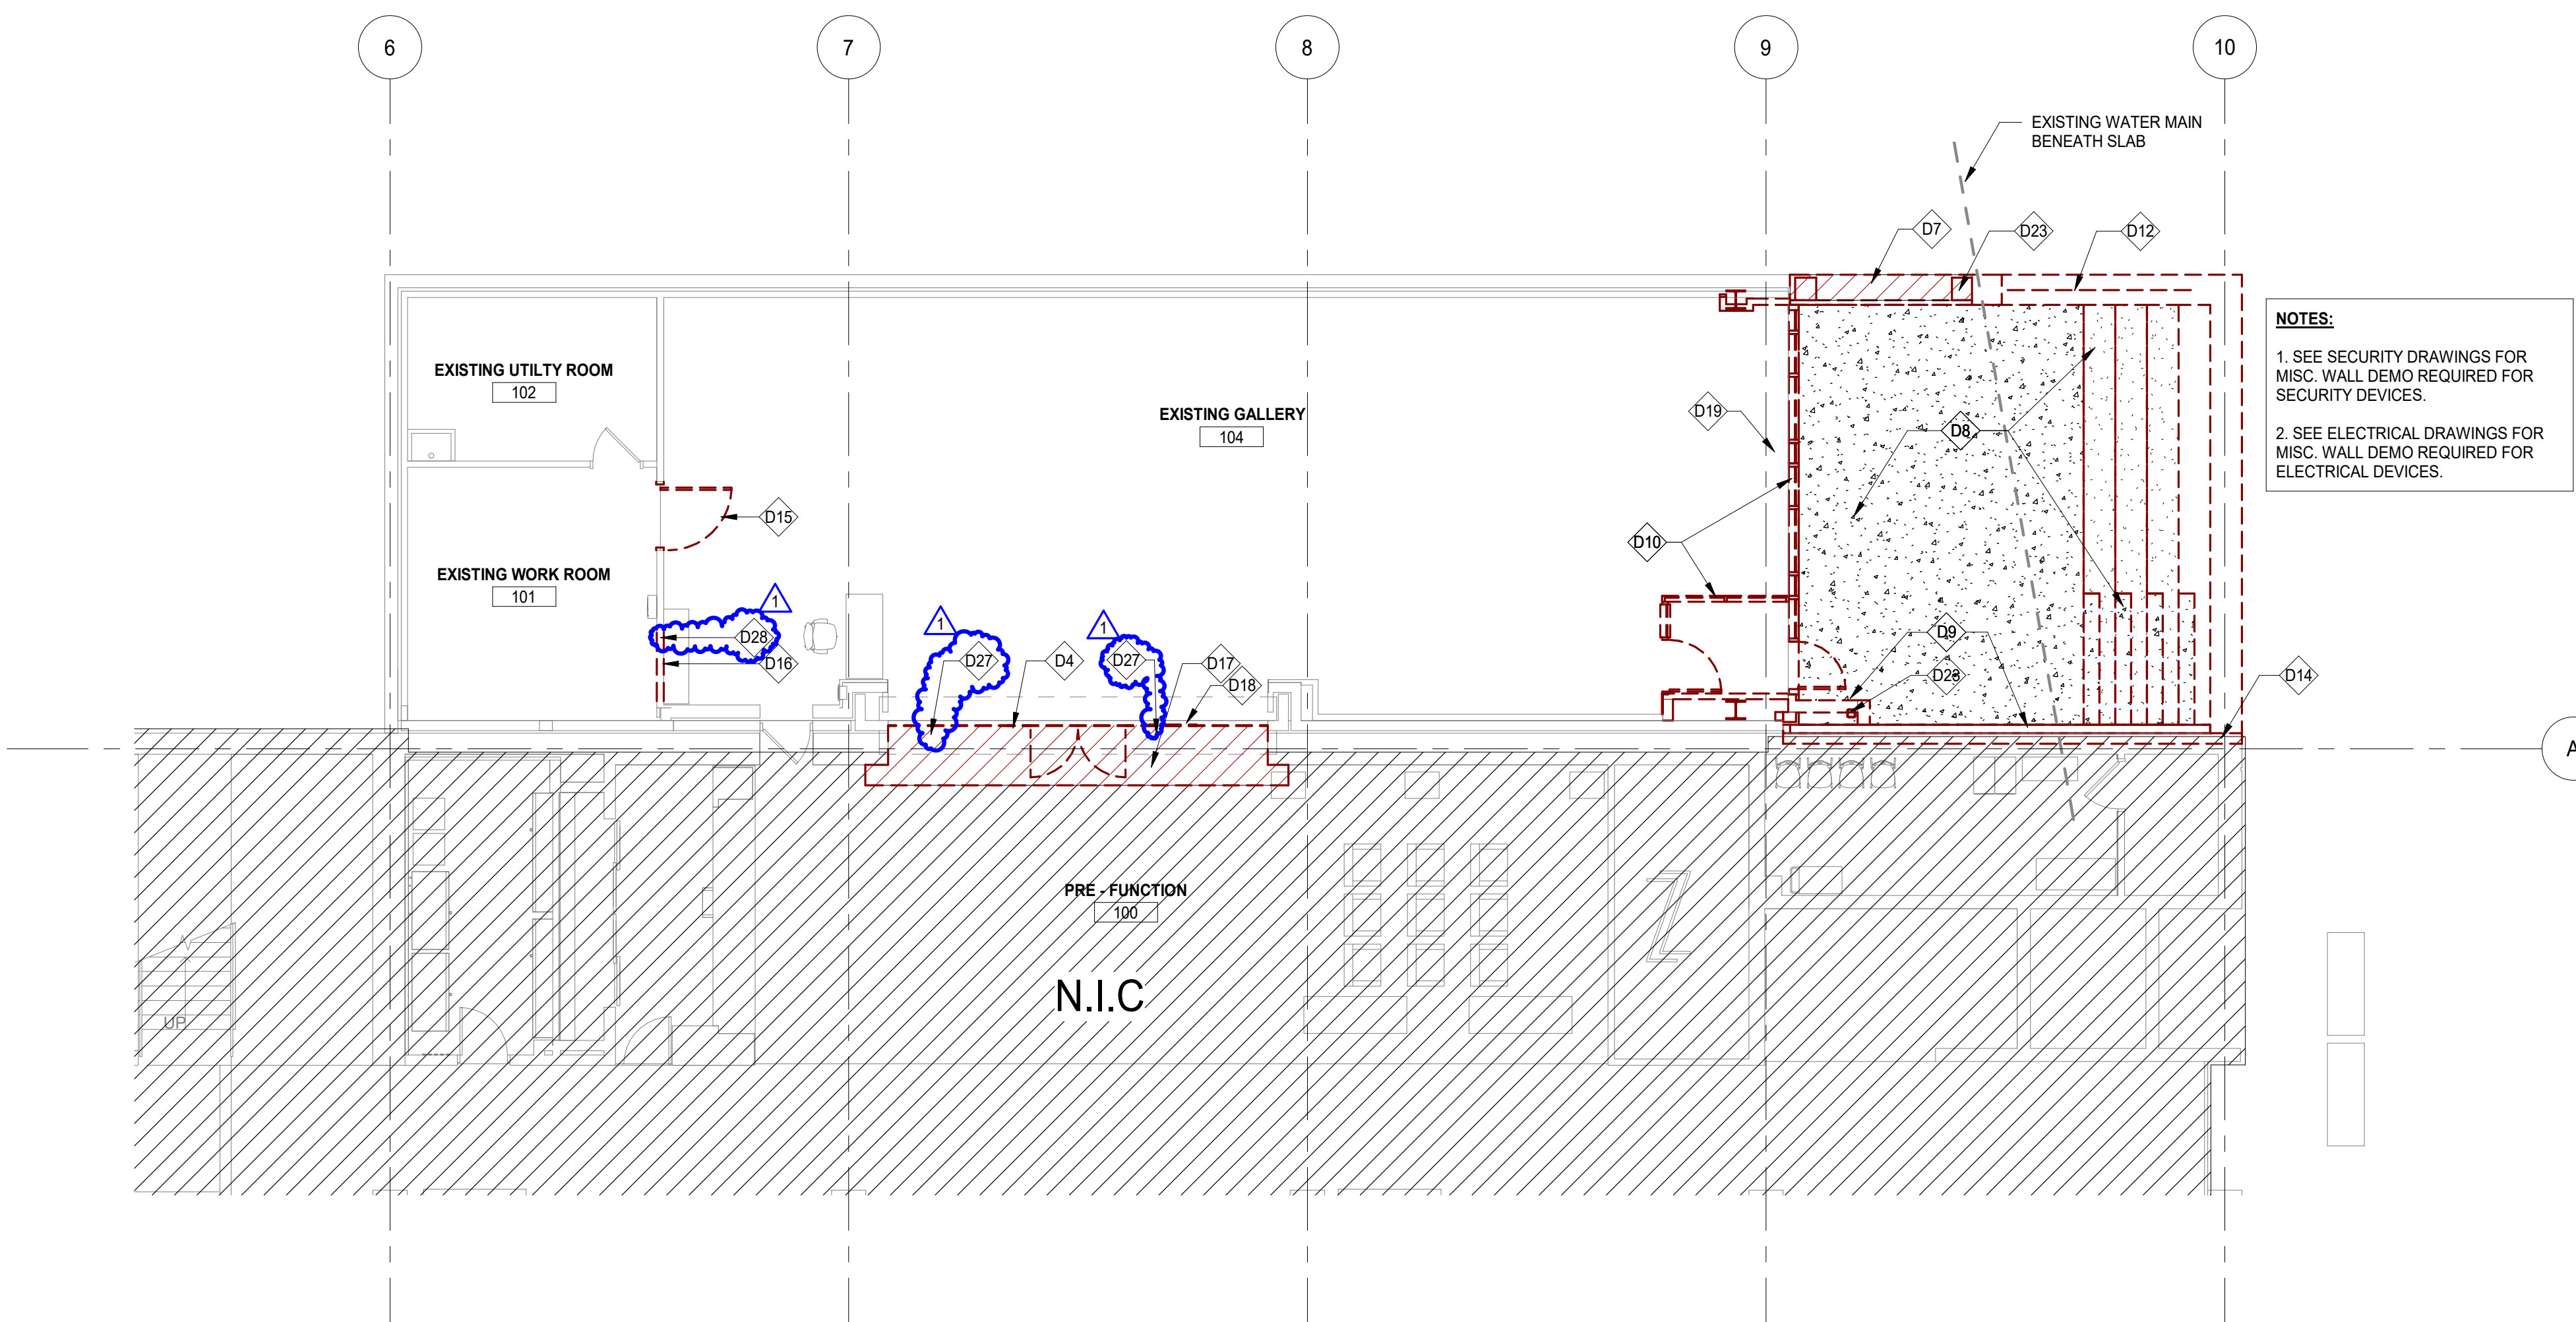 6
7
8
9
10
EXISTING WATER MAIN
BENEATH SLAB
D7
D23
D12
NOTES:
1. SEE SECURITY DRAWINGS FOR
MISC. WALL DEMO REQUIRED FOR
SECURITY DEVICES.
2. SEE ELECTRICAL DRAWINGS FOR
MISC. WALL DEMO REQUIRED FOR
ELECTRICAL DEVICES.
EXISTING UTILTY ROOM
102
EXISTING GALLERY
104
D19
D8
D15
D10
EXISTING WORK ROOM
101
1
1
1
D28
D9
D16
D27
D4
D27
D17
D18
D23
D14
A
PRE - FUNCTION
100
N.I.C
UP